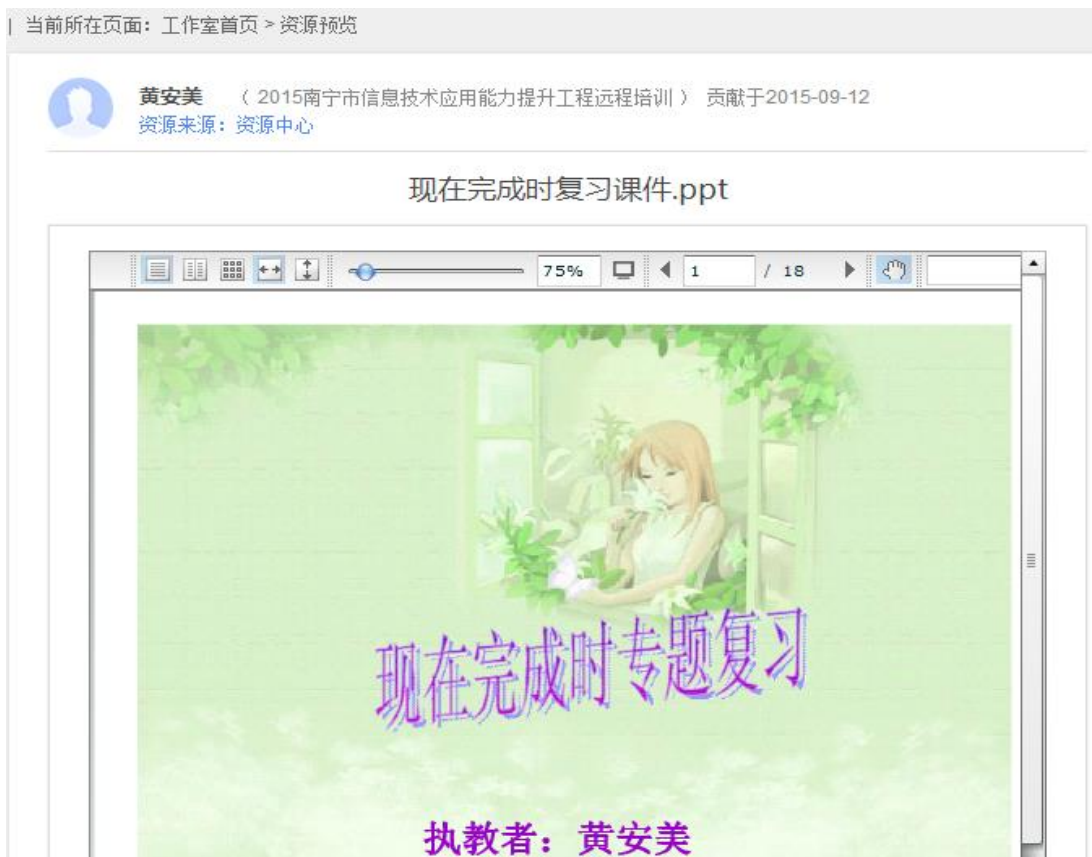 | 当前所在页面：工作室首页 > 资源预览
黄安美 （ 2015南宁市信息技术应用能力提升工程远程培训 ） 贡献于2015-09-12
资源来源：资源中心
现在完成时复习课件.ppt
75% 1 / 18
现在完成时专题复习
执教者：黄安美